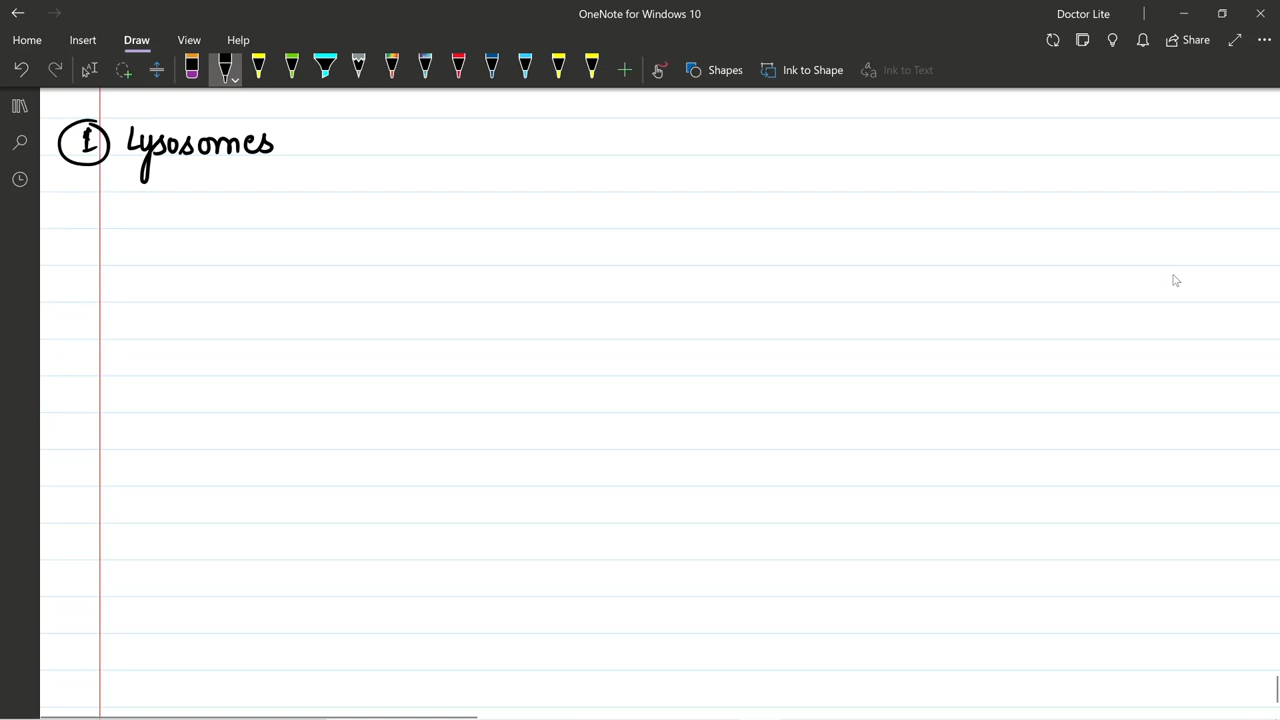 OneNote for Windows 10
Doctor Lite
Home Insert Draw View Help
Share
Shapes Ink to Shape Ink to Text
1 Lysosomes